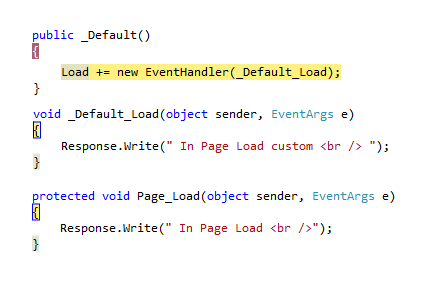 public _Default()
{
Load += new EventHandler(_Default_Load);
}
void _Default_Load(object sender, EventArgs e)
{
Response.Write(" In Page Load custom <br /> ");
}
protected void Page_Load(object sender, EventArgs e)
{
Response.Write(" In Page Load <br />");
}